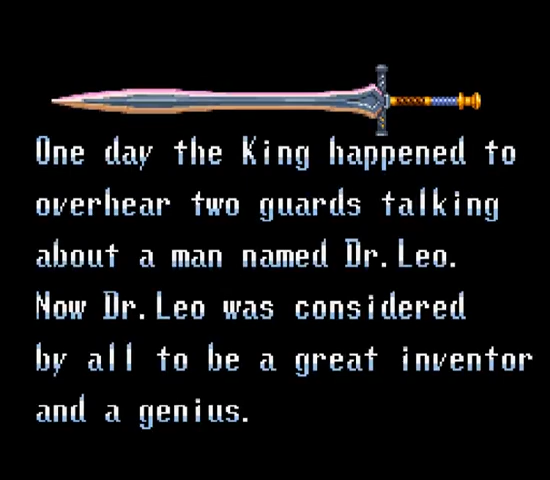 One day the King happened to
overhear two guards talking
about a man named Dr.Leo.
Now Dr.Leo was considered
by all to be a great inventor
and a genius.